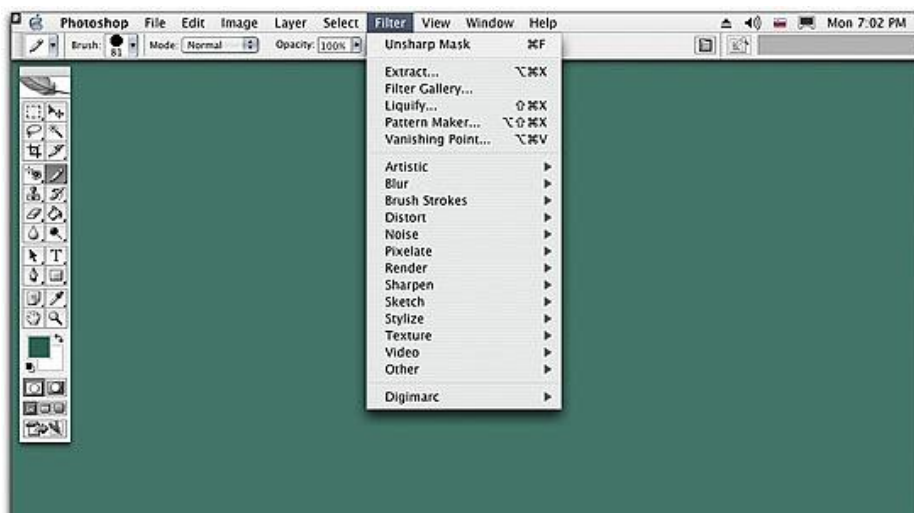 Photoshop File Edit Image Layer Select Filter View Window Help Mon 7:02 PM
Brush: 81 Mode: Normal Opacity: 100%
Unsharp Mask ⌘F
Extract... ⌥⌘X
Filter Gallery...
Liquify... ⇧⌘X
Pattern Maker... ⌥⇧⌘X
Vanishing Point... ⌥⌘V
Artistic
Blur
Brush Strokes
Distort
Noise
Pixelate
Render
Sharpen
Sketch
Stylize
Texture
Video
Other
Digimarc
T